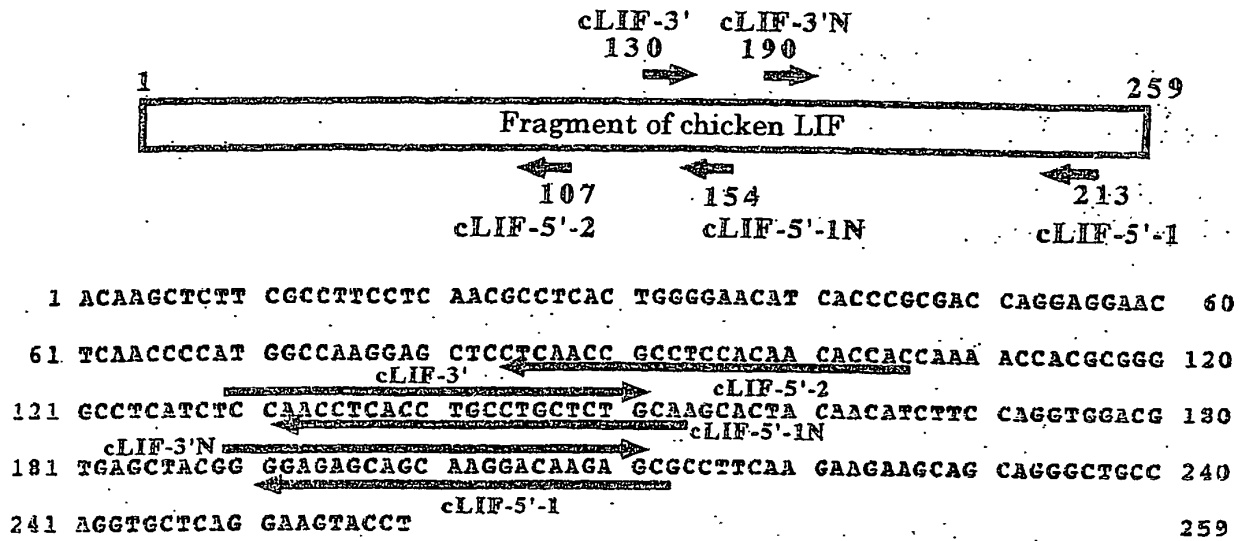 cLIF-3' cLIF-3'N
130 190
1 259
Fragment of chicken LIF
107 154 213
cLIF-5'-2 cLIF-5'-1N cLIF-5'-1
1 ACAAGCTCTT CGCCTTCCTC AACGCCTCAC TGGGGAACAT CACCCGCGAC CAGGAGGAAC 60
61 TCAACCCCAT GGCCAAGGAG CTCCTCAACC GCCTCCACAA CACCACCAAA ACCACGCGGG 120
cLIF-3' cLIF-5'-2
121 GCCTCATCTC CAACCTCACC TGCCTGCTCT GCAAGCACTA CAACATCTTC CAGGTGGACG 180
cLIF-3'N cLIF-5'-1N
181 TGAGCTACGG GGAGAGCAGC AAGGACAAGA GCGCCTTCAA GAAGAAGCAG CAGGGCTGCC 240
cLIF-5'-1
241 AGGTGCTCAG GAAGTACCT 259